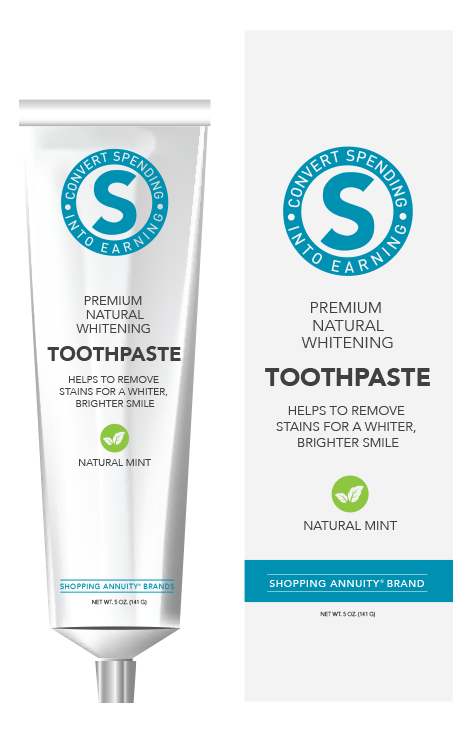 CONVERT SPENDING
INTO EARNING
S
PREMIUM
NATURAL
WHITENING
TOOTHPASTE
HELPS TO REMOVE
STAINS FOR A WHITER,
BRIGHTER SMILE
NATURAL MINT
SHOPPING ANNUITY® BRANDS
NET WT. 5 OZ. (141 G)
CONVERT SPENDING
INTO EARNING
S
PREMIUM
NATURAL
WHITENING
TOOTHPASTE
HELPS TO REMOVE
STAINS FOR A WHITER,
BRIGHTER SMILE
NATURAL MINT
SHOPPING ANNUITY® BRAND
NET WT. 5 OZ. (141 G)